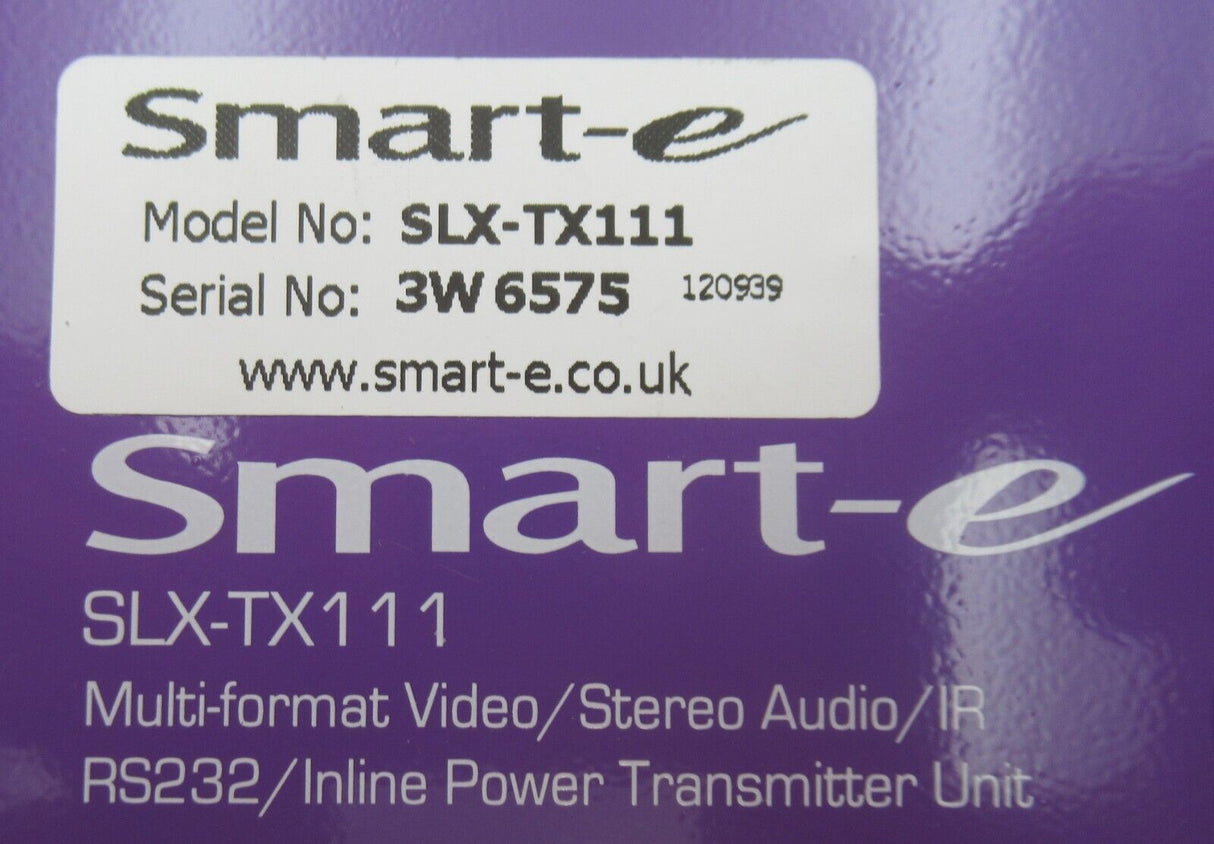 Smart-e
Model No: SLX-TX111
Serial No: 3W 6575 120939
www.smart-e.co.uk
Smart-e
SLX-TX111
Multi-format Video/Stereo Audio/IR
RS232/Inline Power Transmitter Unit